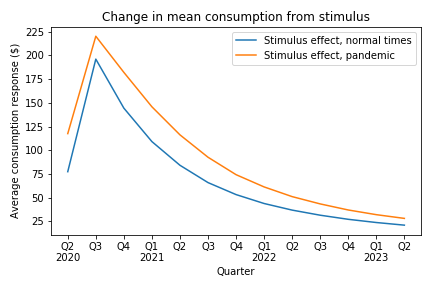 Change in mean consumption from stimulus
Average consumption response ($)
225
200
175
150
125
100
75
50
25
Stimulus effect, normal times
Stimulus effect, pandemic
Q2 Q3 Q4 Q1 Q2 Q3 Q4 Q1 Q2 Q3 Q4 Q1 Q2
2020 2021 2022 2023
Quarter